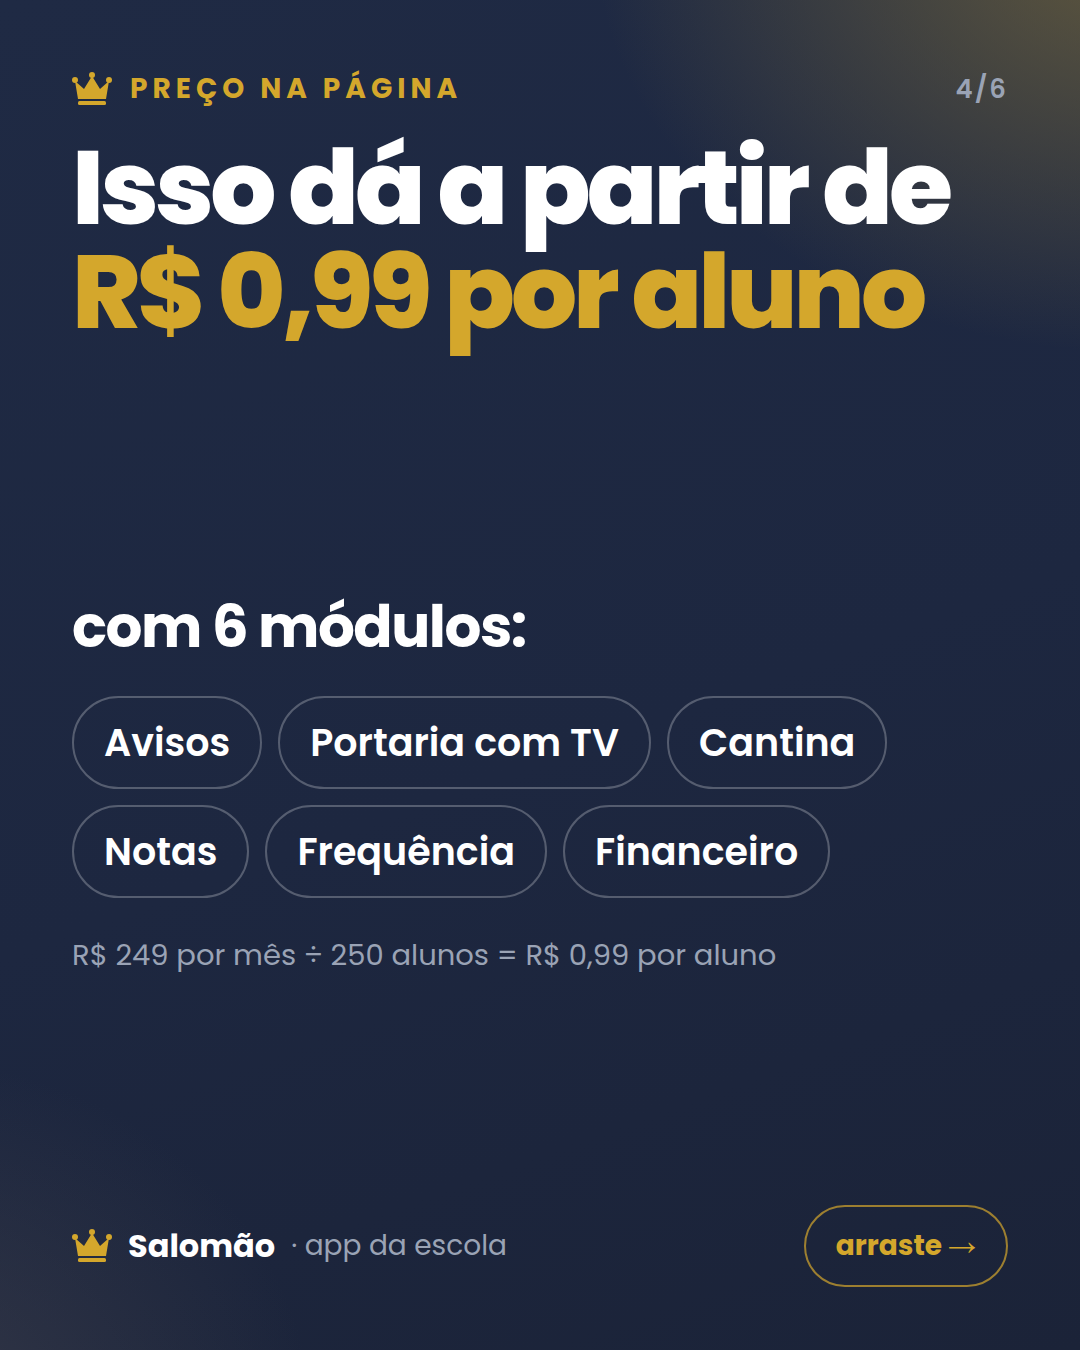 PREÇO NA PÁGINA
4/6
Isso dá a partir de
R$ 0,99 por aluno
com 6 módulos:
Avisos
Portaria com TV
Cantina
Notas
Frequência
Financeiro
R$ 249 por mês ÷ 250 alunos = R$ 0,99 por aluno
Salomão · app da escola
arraste →